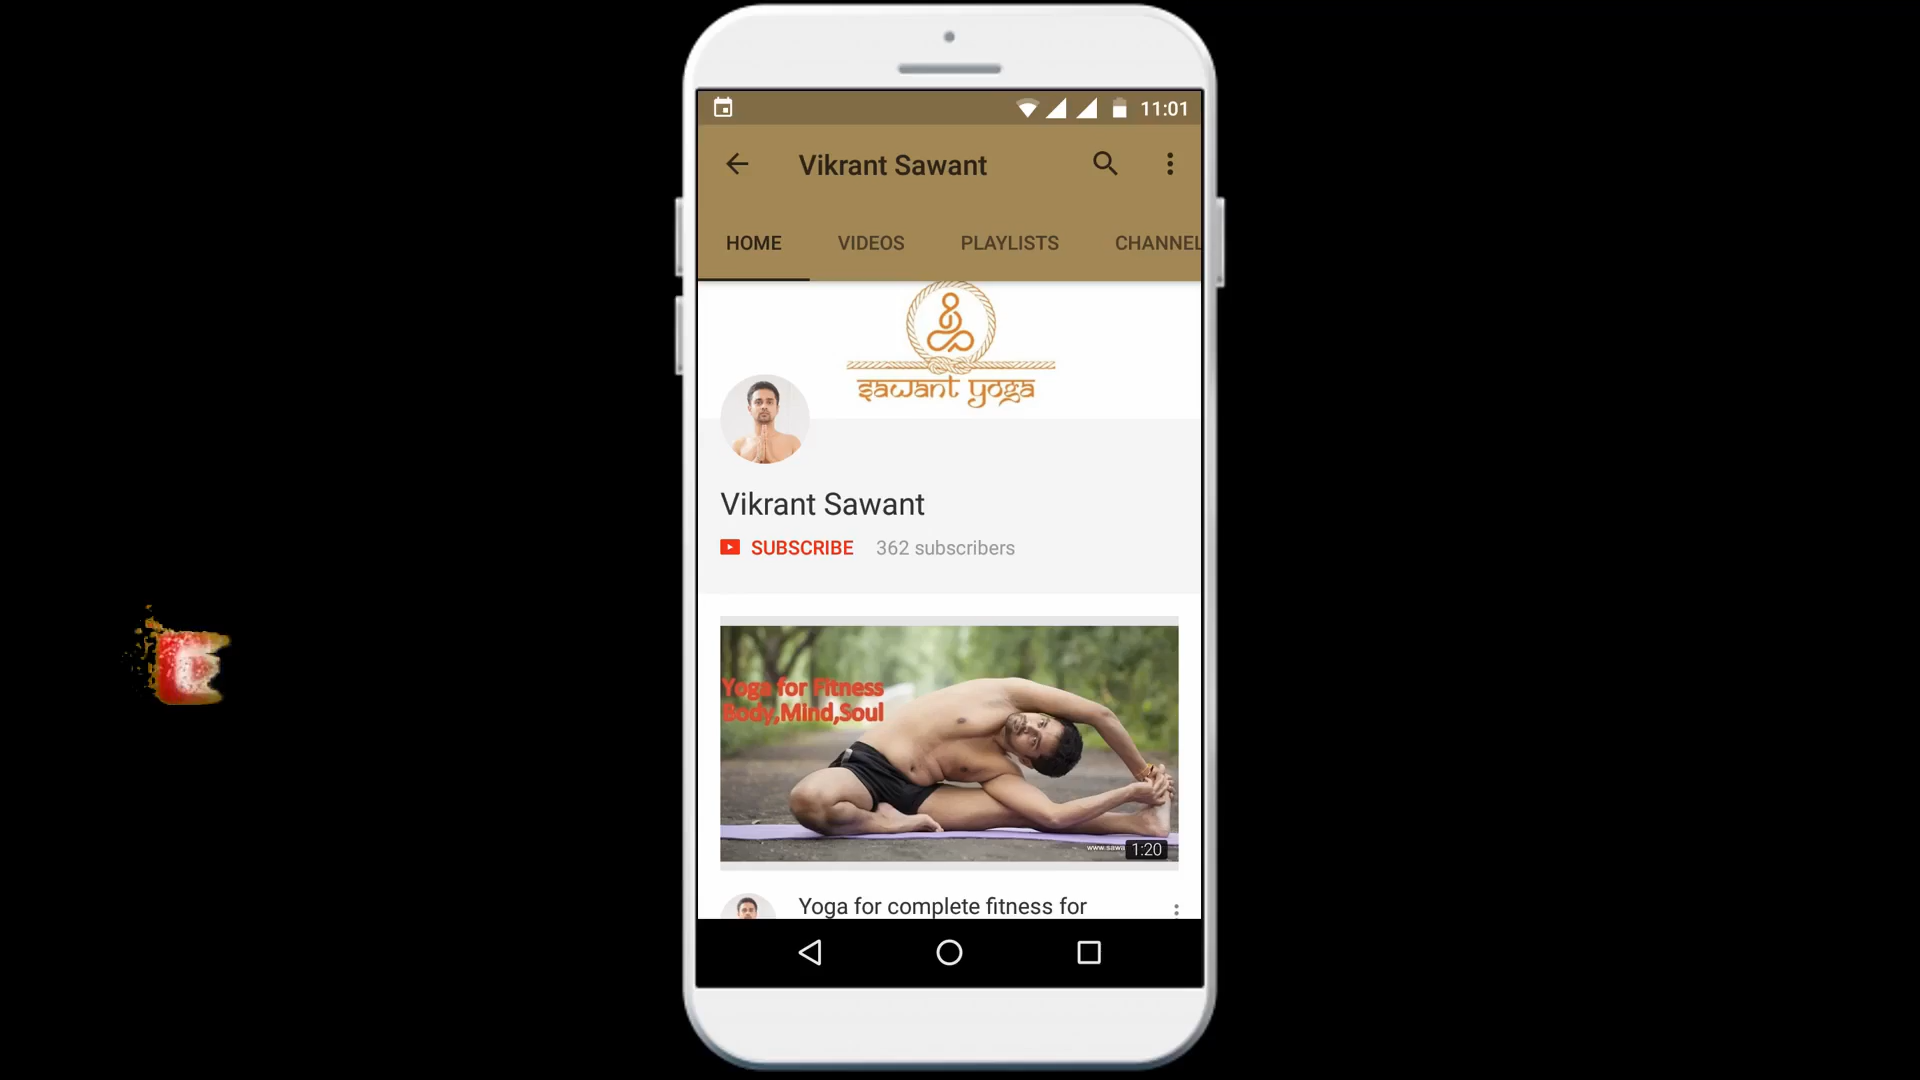 11:01
Vikrant Sawant
HOME VIDEOS PLAYLISTS CHANNEL
sawant yoga
Vikrant Sawant
SUBSCRIBE 362 subscribers
Yoga for Fitness
Body,Mind,Soul
1:20
Yoga for complete fitness for